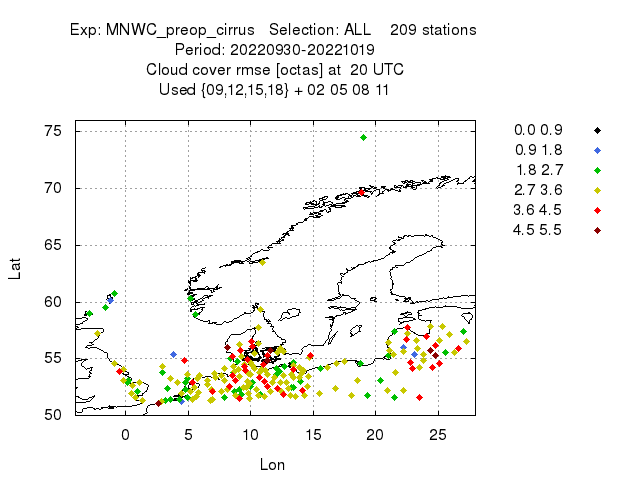 Exp: MNWC_preop_cirrus   Selection: ALL    209 stations
Period: 20220930-20221019
Cloud cover rmse [octas] at  20 UTC
Used {09,12,15,18} + 02 05 08 11
75
70
65
60
55
50
Lat
0 5 10 15 20 25
Lon
0.0 0.9
0.9 1.8
1.8 2.7
2.7 3.6
3.6 4.5
4.5 5.5